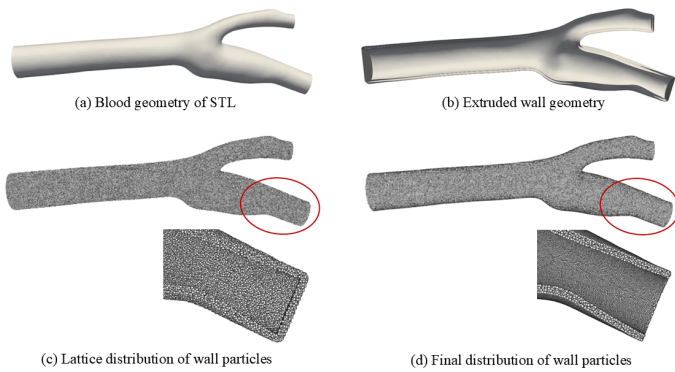 (a) Blood geometry of STL
(b) Extruded wall geometry
(c) Lattice distribution of wall particles
(d) Final distribution of wall particles